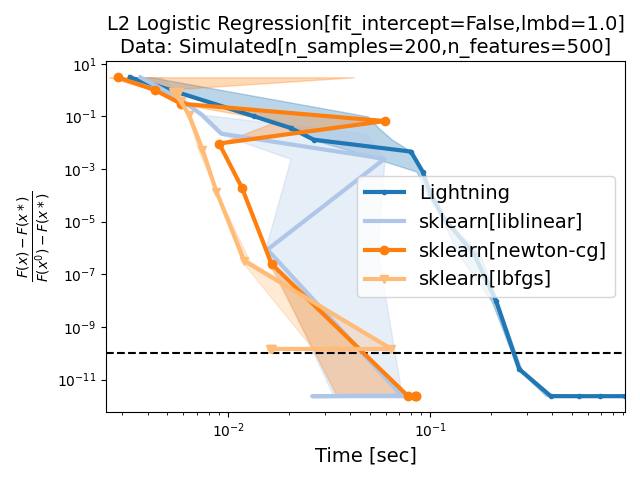 L2 Logistic Regression[fit_intercept=False,lmbd=1.0]
Data: Simulated[n_samples=200,n_features=500]
10^1
10^-1
10^-3
10^-5
10^-7
10^-9
10^-11
F(x) − F(x*)
F(x^0) − F(x*)
Lightning
sklearn[liblinear]
sklearn[newton-cg]
sklearn[lbfgs]
10^-2
10^-1
Time [sec]